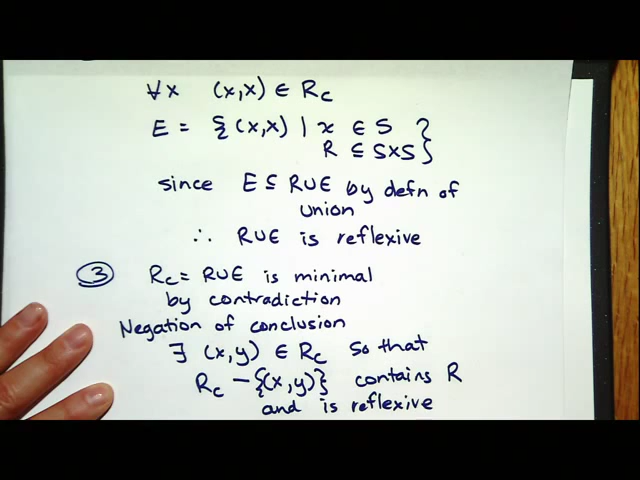 ∀x (x,x) ∈ Rc
E = {(x,x) | x ∈ S
R ⊆ S×S}
since E ⊆ R∪E by defn of
union
∴ R∪E is reflexive
③ Rc = R∪E is minimal
by contradiction
Negation of conclusion
∃ (x,y) ∈ Rc so that
Rc − {(x,y)} contains R
and is reflexive